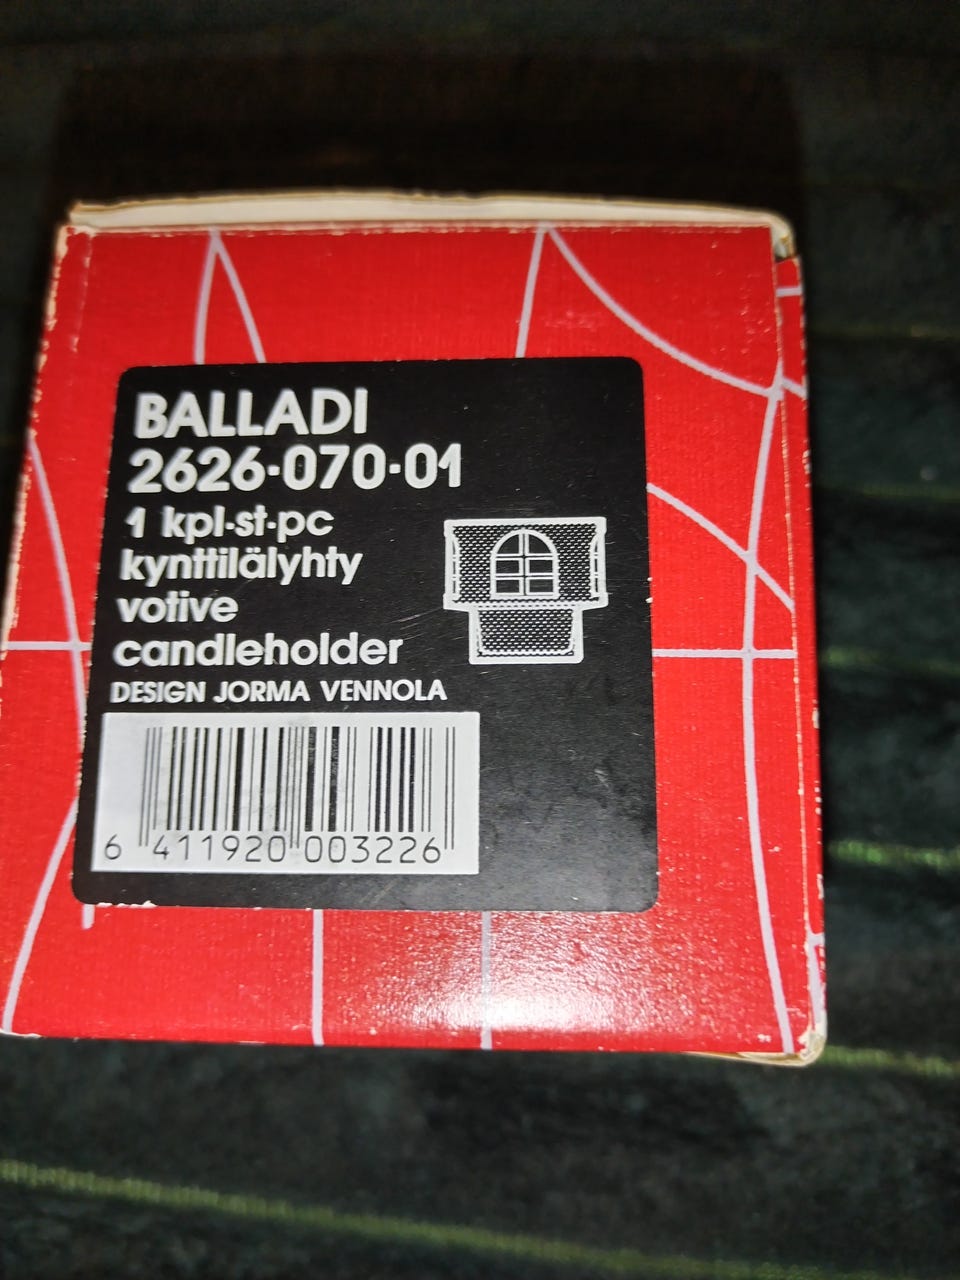 BALLADI
2626·070·01
1 kpl·st·pc
kynttilälyhty
votive
candleholder
DESIGN JORMA VENNOLA
6 411920 003226